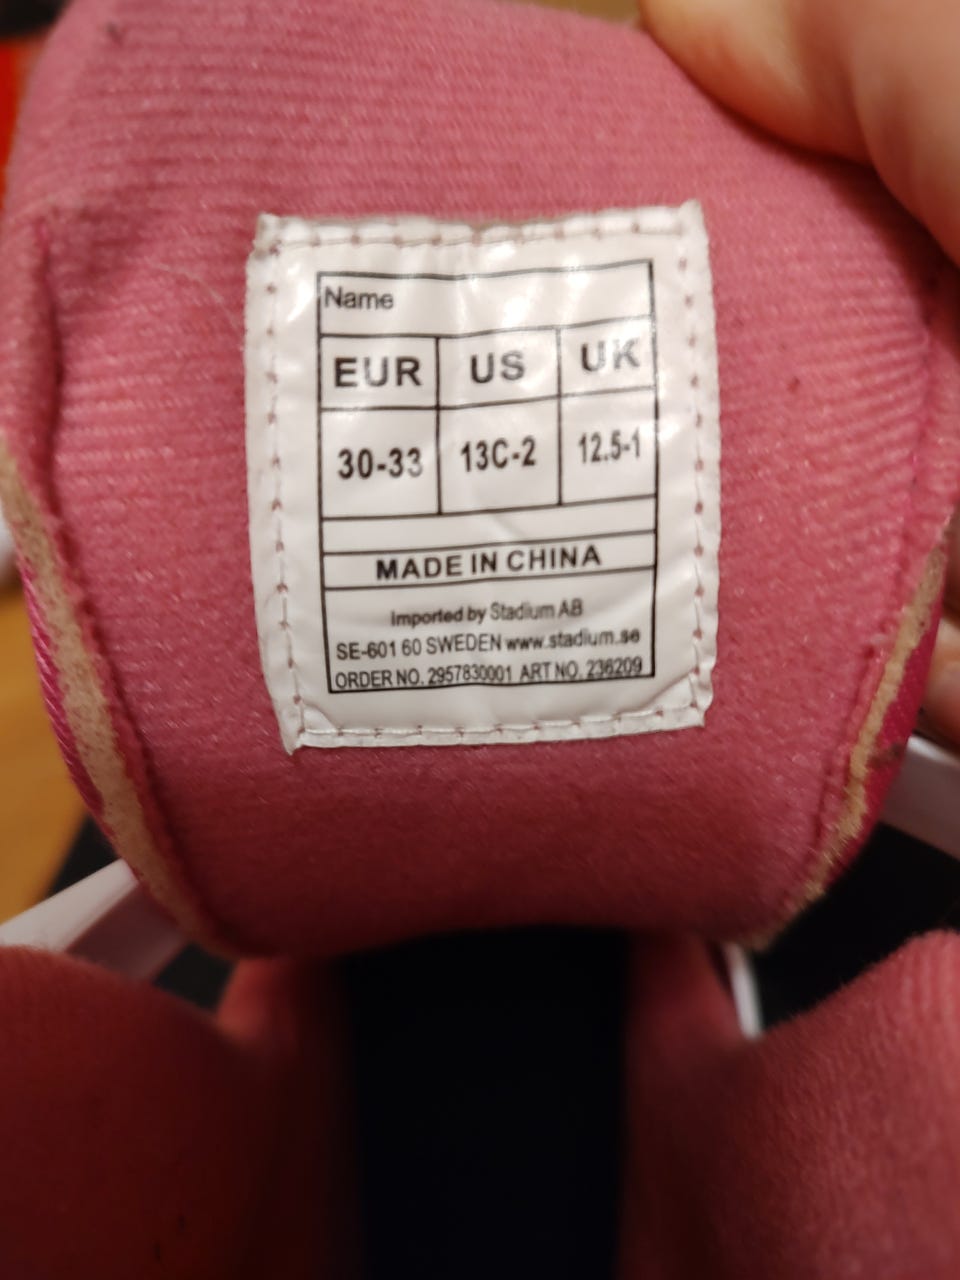 Name
EUR US UK
30-33 13C-2 12.5-1
MADE IN CHINA
Imported by Stadium AB
SE-601 60 SWEDEN www.stadium.se
ORDER NO. 2957830001 ART NO. 236209